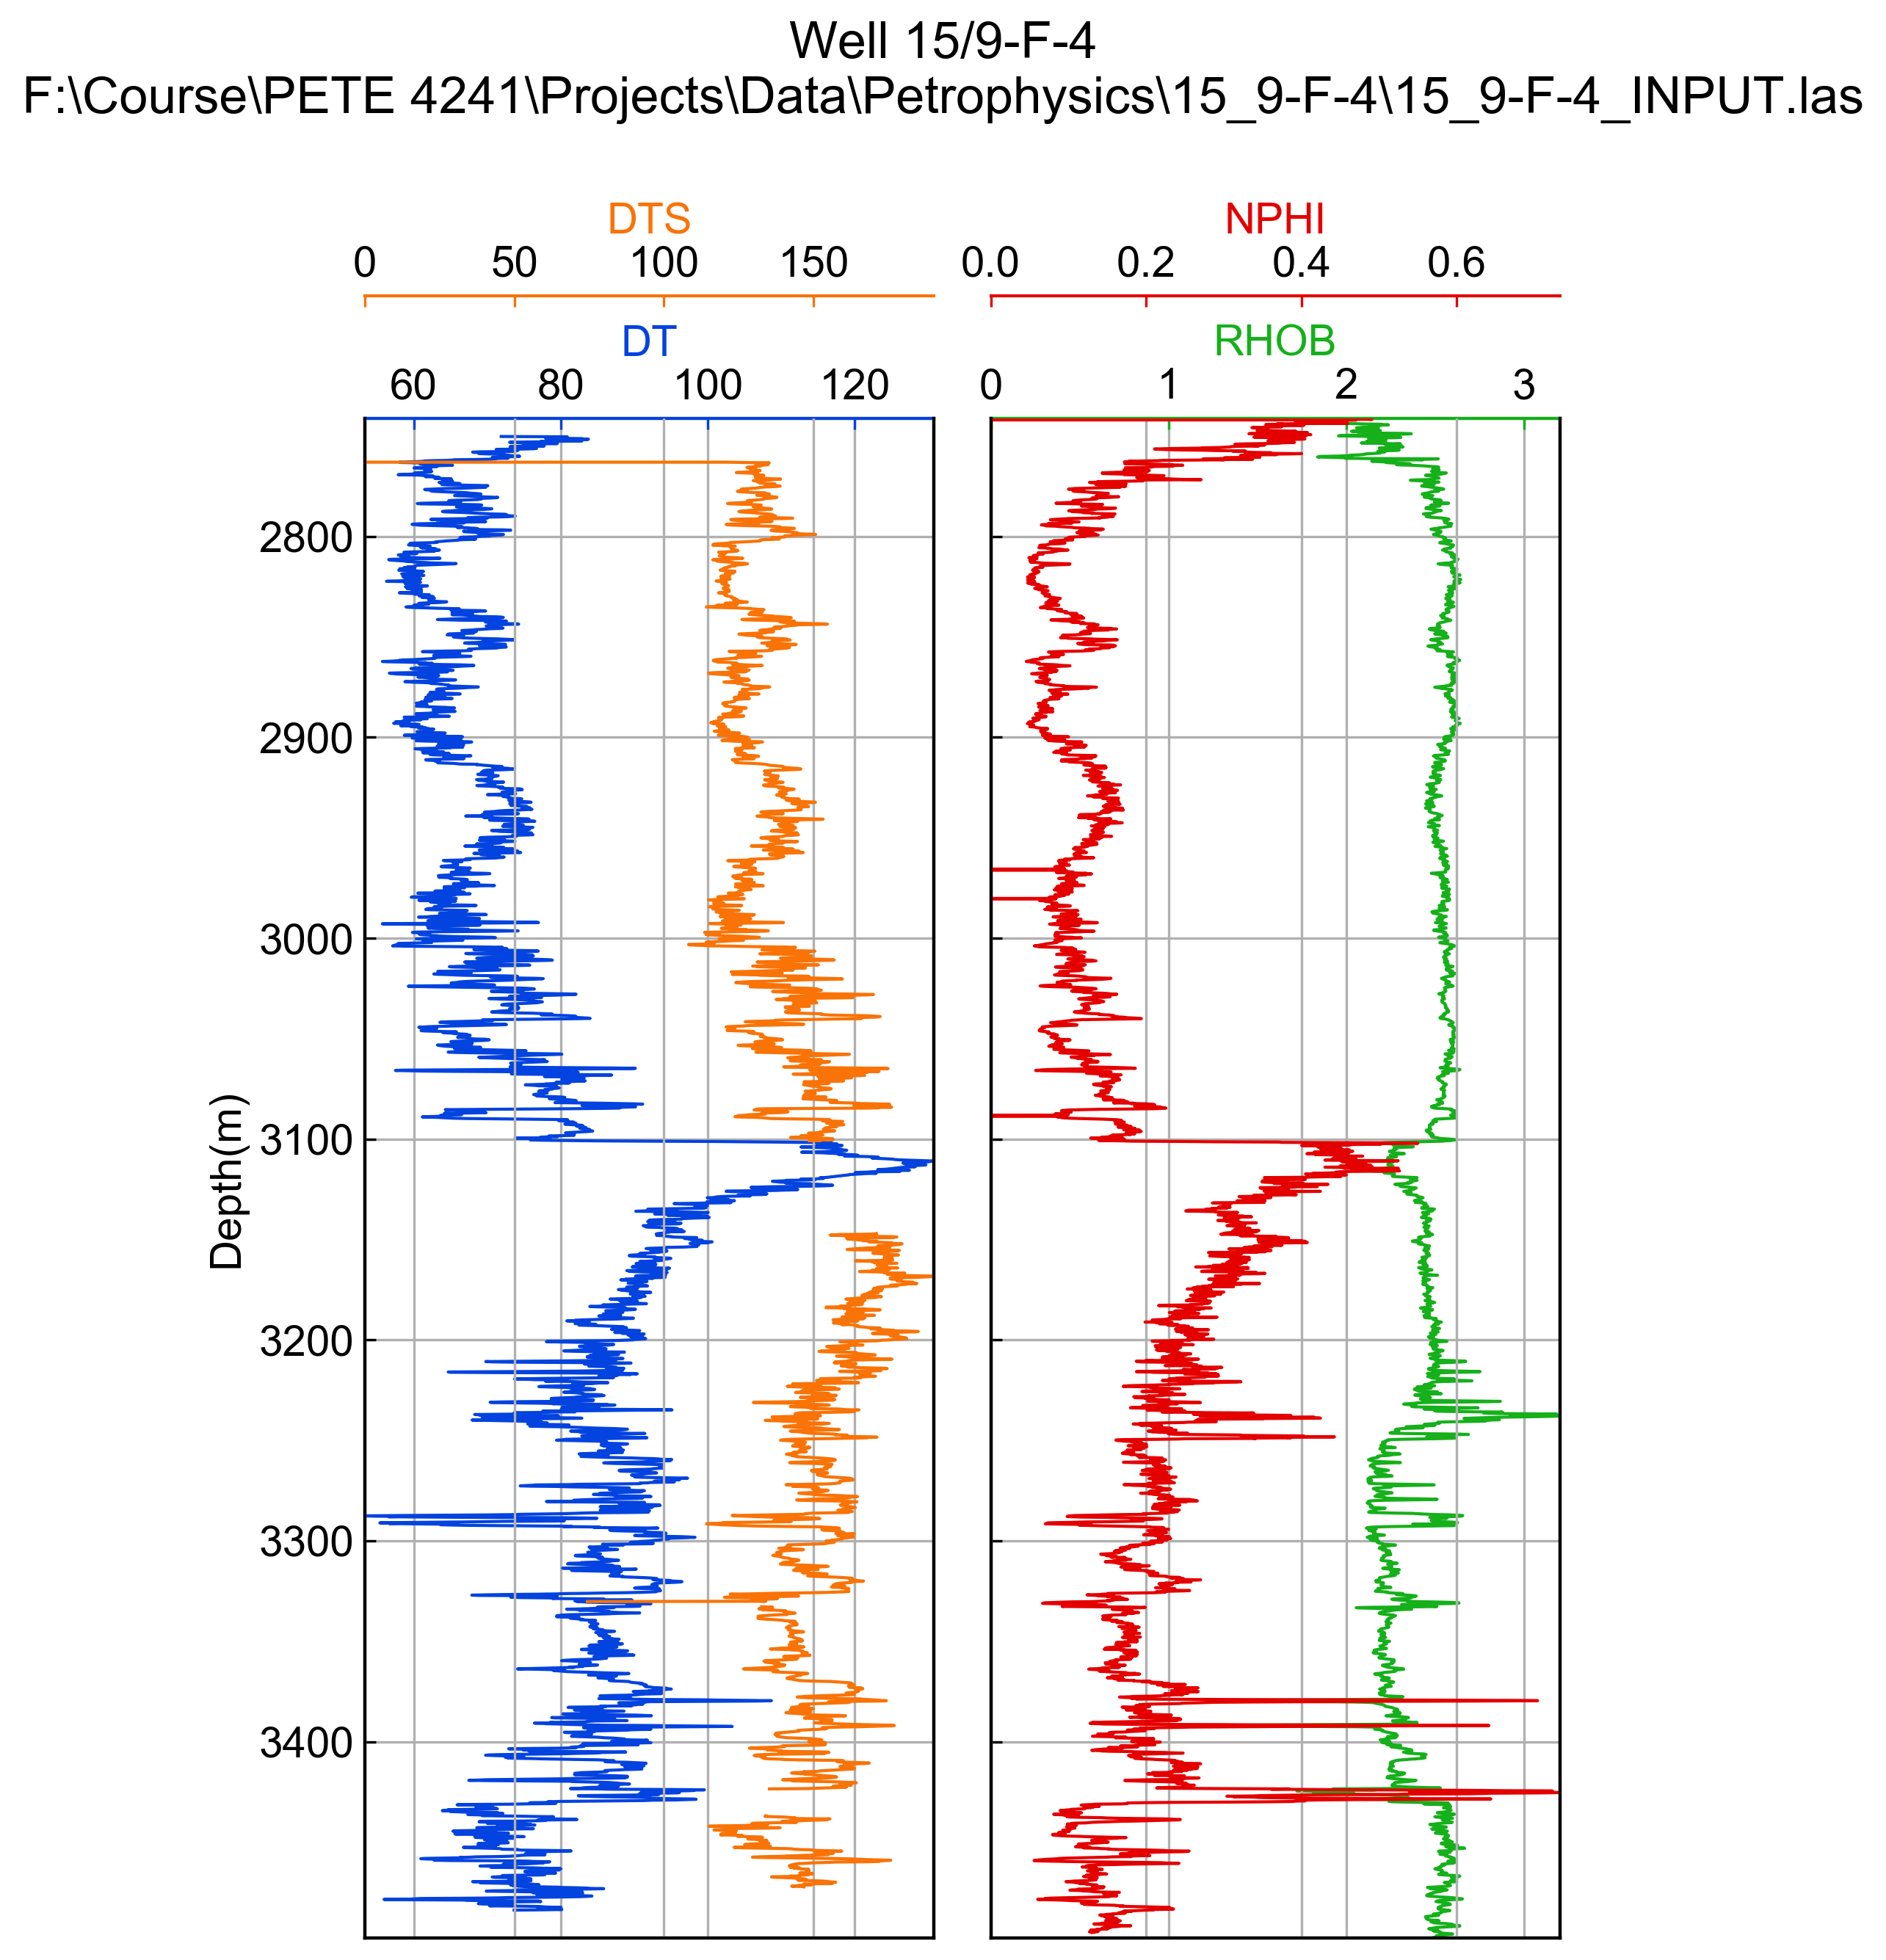 Well 15/9-F-4
F:\Course\PETE 4241\Projects\Data\Petrophysics\15_9-F-4\15_9-F-4_INPUT.las
DTS
0 50 100 150
DT
60 80 100 120
NPHI
0.0 0.2 0.4 0.6
RHOB
0 1 2 3
Depth(m)
2800
2900
3000
3100
3200
3300
3400